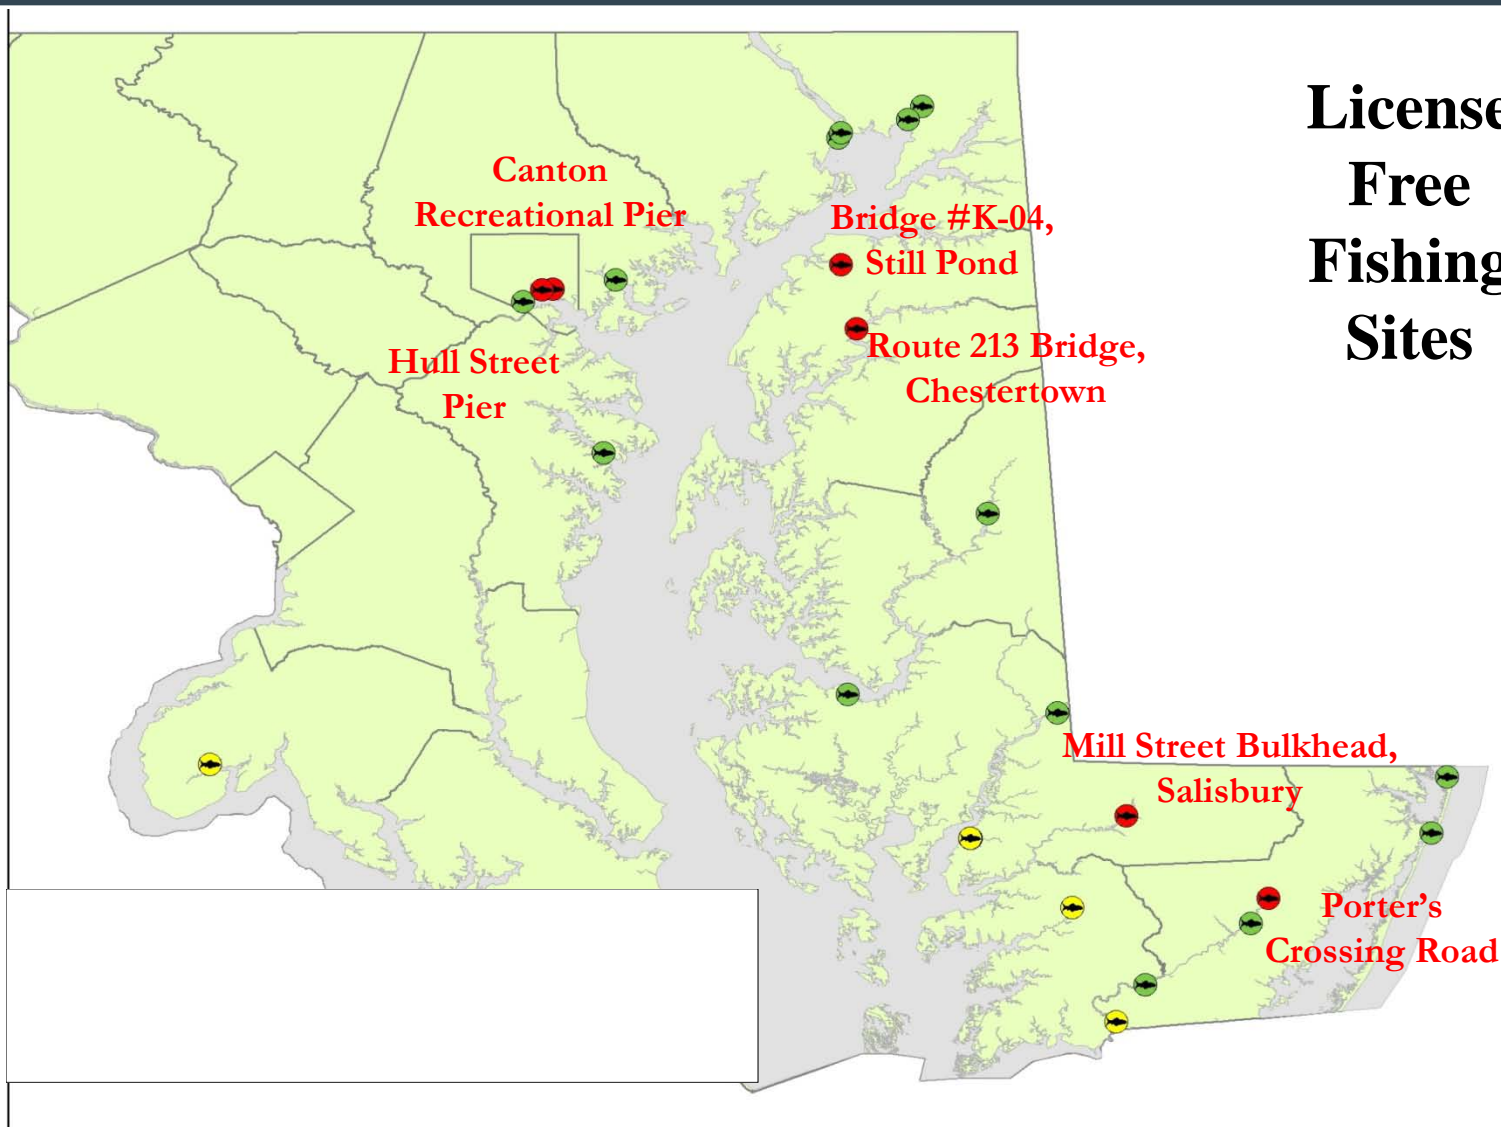 License
Free
Fishing
Sites
Canton
Recreational Pier
Bridge #K-04,
Still Pond
Hull Street
Pier
Route 213 Bridge,
Chestertown
Mill Street Bulkhead,
Salisbury
Porter’s
Crossing Road